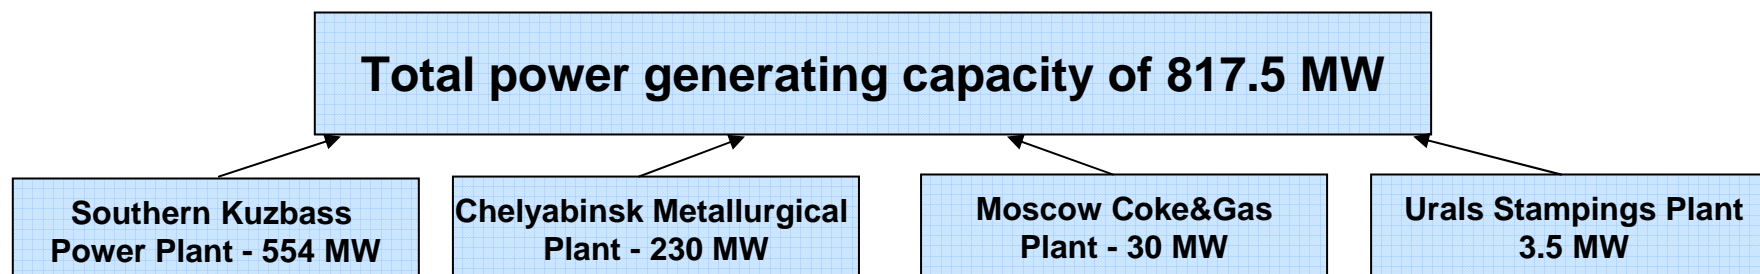 Total power generating capacity of 817.5 MW
Southern Kuzbass
Power Plant - 554 MW
Chelyabinsk Metallurgical
Plant - 230 MW
Moscow Coke&Gas
Plant - 30 MW
Urals Stampings Plant
3.5 MW